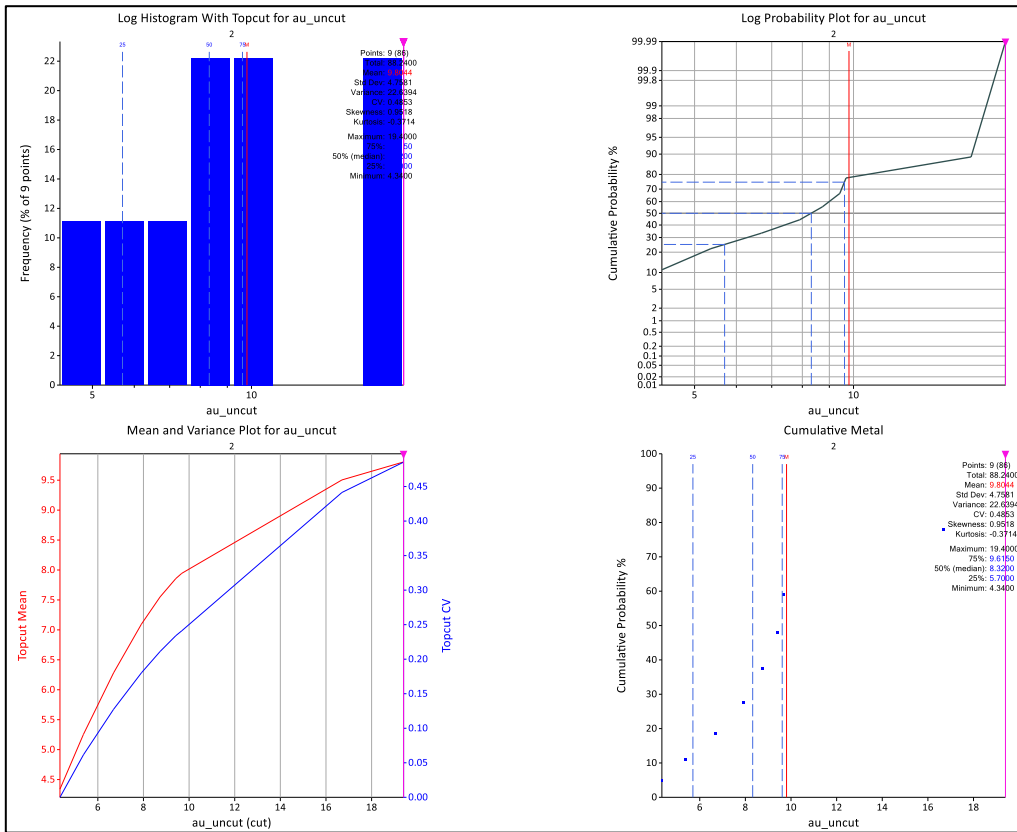 Log Histogram With Topcut for au_uncut
2
25
50
75
M
Points: 9 (86)
Mean:
Std Dev:
Variance:
CV:
Skewness:
Kurtosis:
Maximum:
50% (median)
Frequency (% of 9 points)
22
20
18
16
14
12
10
8
6
4
2
0
5
10
au_uncut
Log Probability Plot for au_uncut
2
M
Cumulative Probability %
99.99
99.9
99.8
99
98
95
90
80
70
60
50
40
30
20
10
5
2
1
0.5
0.2
0.1
0.05
0.02
0.01
5
10
au_uncut
Mean and Variance Plot for au_uncut
2
Topcut Mean
9.5
9.0
8.5
8.0
7.5
7.0
6.5
6.0
5.5
5.0
4.5
Topcut CV
0.45
0.40
0.35
0.30
0.25
0.20
0.15
0.10
0.05
0.00
6
8
10
12
14
16
18
au_uncut (cut)
Cumulative Metal
2
25
50
75
M
Points: 9 (86)
Total: 88.2400
Mean: 9.8044
Std Dev: 4.7581
Variance: 22.6394
CV: 0.4853
Skewness: 0.9518
Kurtosis: -0.3714
Maximum: 19.4000
75%: 9.6150
50% (median): 8.3200
25%: 5.7000
Minimum: 4.3400
Cumulative Probability %
100
90
80
70
60
50
40
30
20
10
0
6
8
10
12
14
16
18
au_uncut